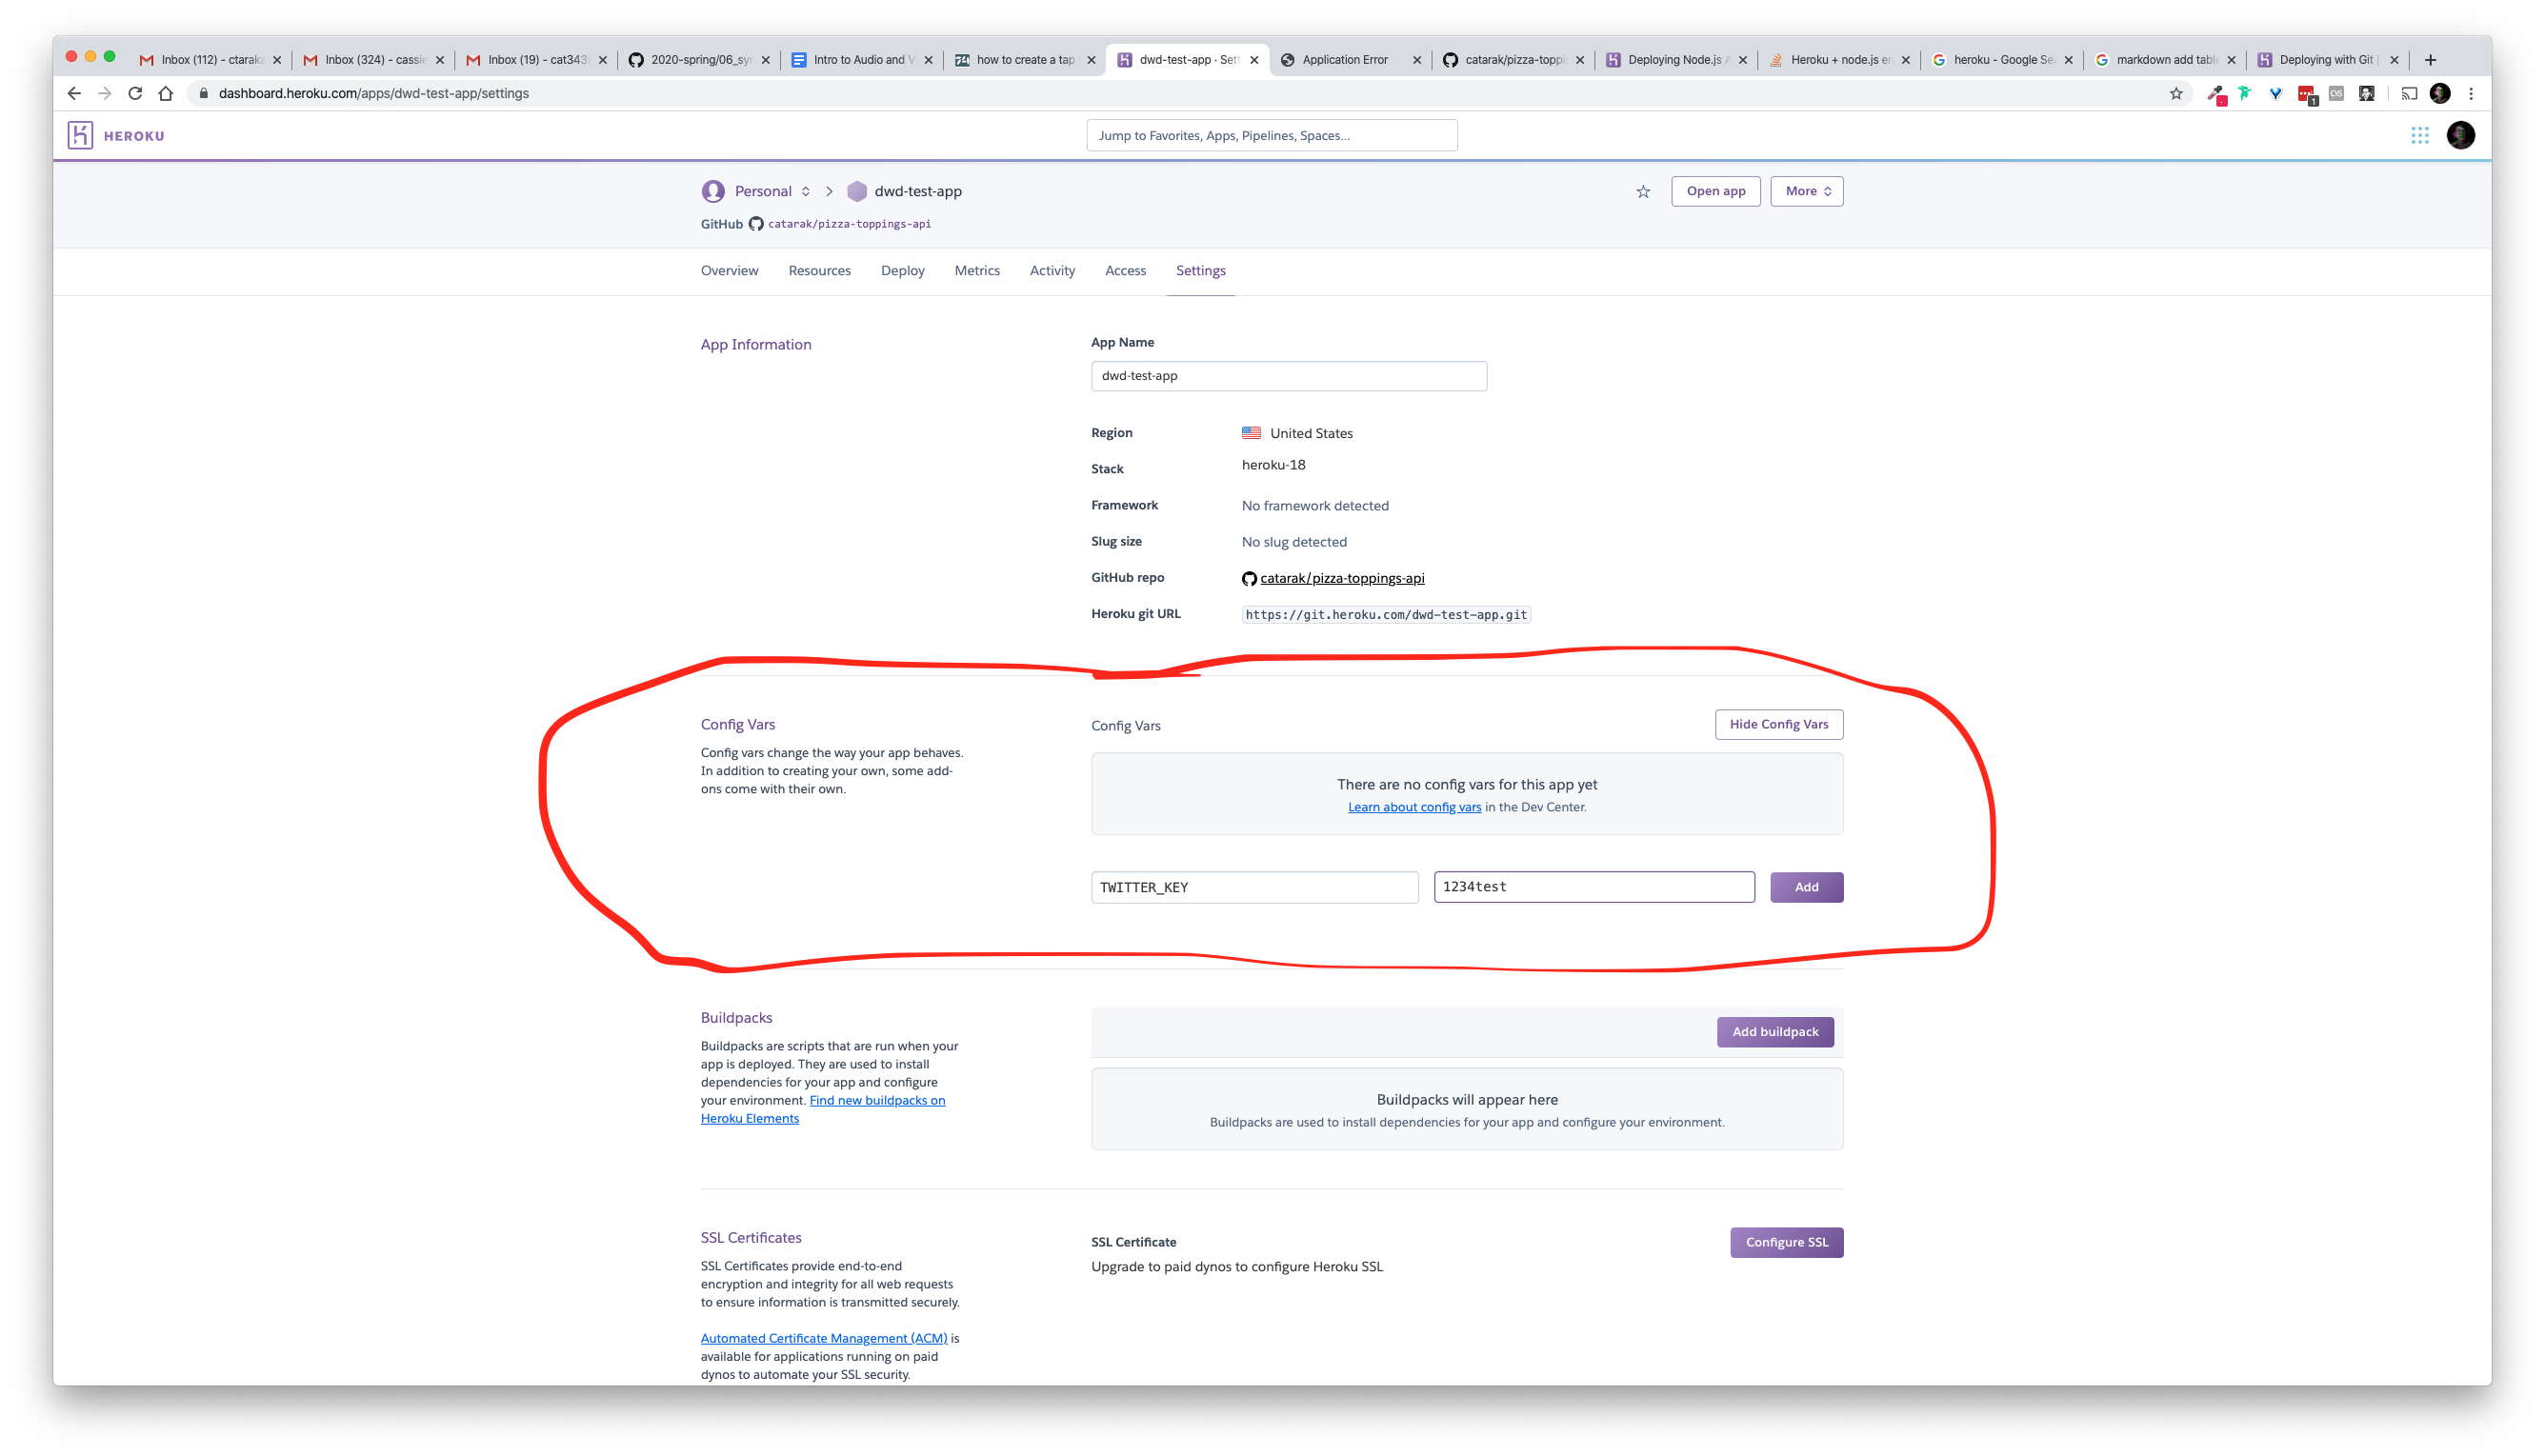 Inbox (112) - ctaraka
Inbox (324) - cassie
Inbox (19) - cat343
2020-spring/06_syn
Intro to Audio and V
how to create a tap
dwd-test-app · Sett
Application Error
catarak/pizza-toppin
Deploying Node.js A
Heroku + node.js er
heroku - Google Sea
markdown add table
Deploying with Git |
dashboard.heroku.com/apps/dwd-test-app/settings
HEROKU
Jump to Favorites, Apps, Pipelines, Spaces...
Personal
dwd-test-app
Open app
More
GitHub catarak/pizza-toppings-api
Overview
Resources
Deploy
Metrics
Activity
Access
Settings
App Information
App Name
dwd-test-app
Region
United States
Stack
heroku-18
Framework
No framework detected
Slug size
No slug detected
GitHub repo
catarak/pizza-toppings-api
Heroku git URL
https://git.heroku.com/dwd-test-app.git
Config Vars
Config vars change the way your app behaves.
In addition to creating your own, some add-
ons come with their own.
Config Vars
Hide Config Vars
There are no config vars for this app yet
Learn about config vars in the Dev Center.
TWITTER_KEY
1234test
Add
Buildpacks
Buildpacks are scripts that are run when your
app is deployed. They are used to install
dependencies for your app and configure
your environment. Find new buildpacks on
Heroku Elements
Add buildpack
Buildpacks will appear here
Buildpacks are used to install dependencies for your app and configure your environment.
SSL Certificates
SSL Certificates provide end-to-end
encryption and integrity for all web requests
to ensure information is transmitted securely.
Automated Certificate Management (ACM) is
available for applications running on paid
dynos to automate your SSL security.
SSL Certificate
Upgrade to paid dynos to configure Heroku SSL
Configure SSL